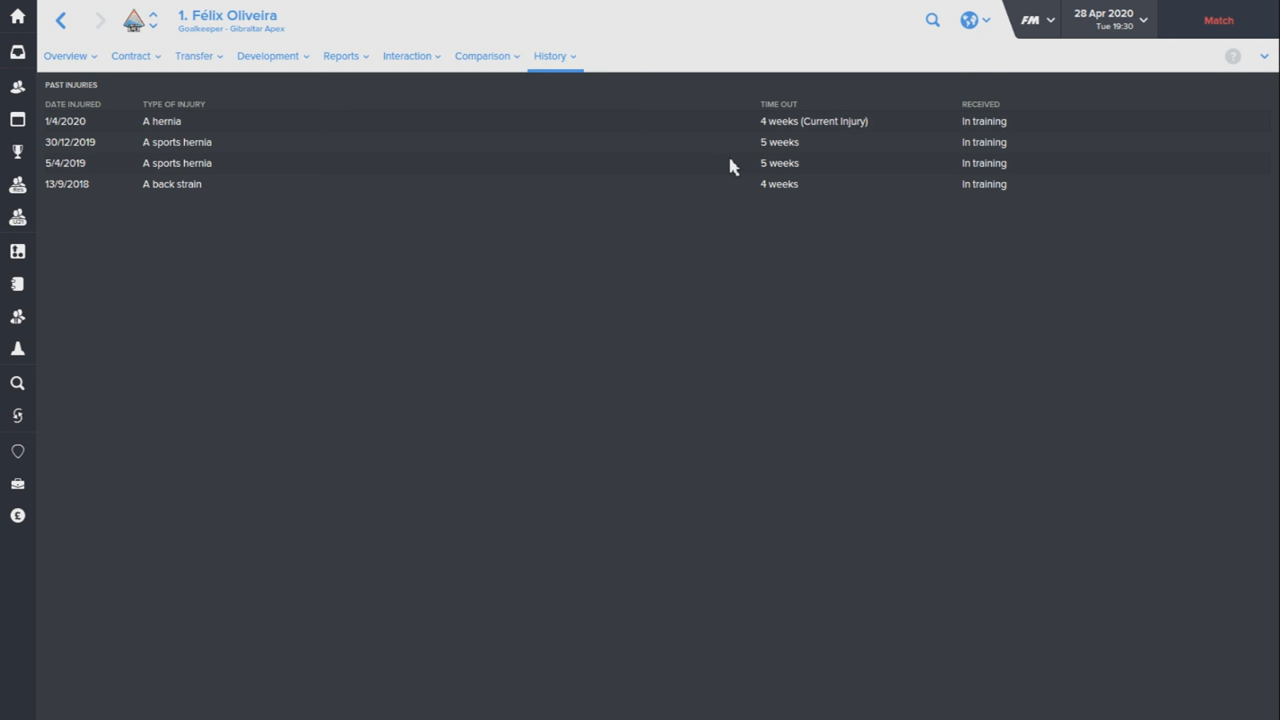 1. Félix Oliveira
Goalkeeper - Gibraltar Apex
FM
28 Apr 2020
Tue 19:30
Match
Overview Contract Transfer Development Reports Interaction Comparison History
?
PAST INJURIES
DATE INJURED TYPE OF INJURY TIME OUT RECEIVED
1/4/2020 A hernia 4 weeks (Current Injury) In training
30/12/2019 A sports hernia 5 weeks In training
5/4/2019 A sports hernia 5 weeks In training
13/9/2018 A back strain 4 weeks In training
£